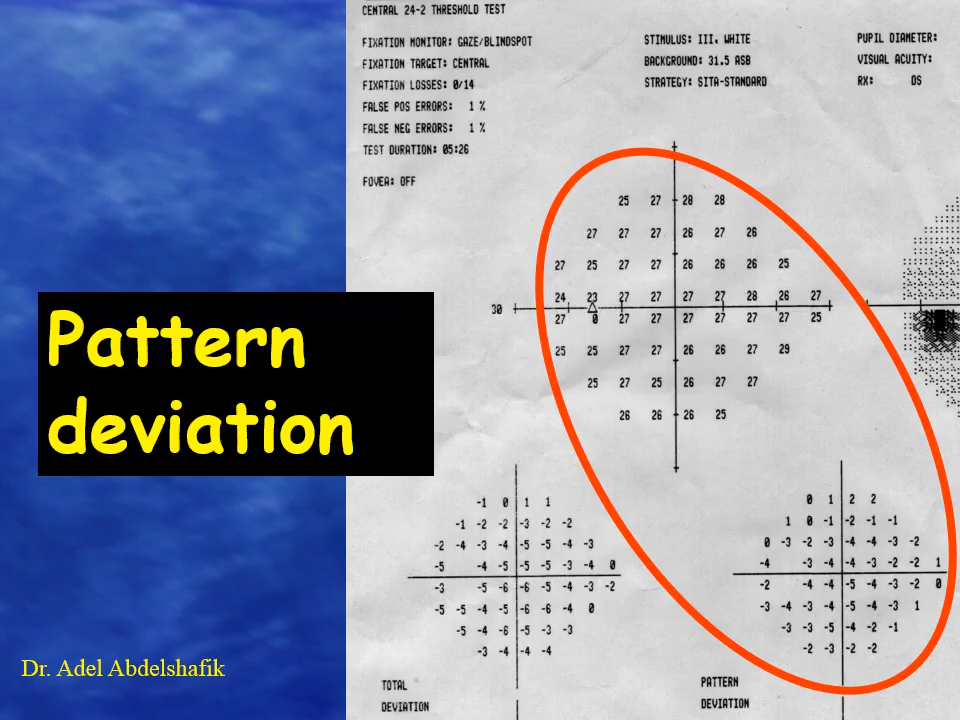 CENTRAL 24-2 THRESHOLD TEST
FIXATION MONITOR: GAZE/BLINDSPOT
FIXATION TARGET: CENTRAL
FIXATION LOSSES: 0/14
FALSE POS ERRORS: 1 %
FALSE NEG ERRORS: 1 %
TEST DURATION: 05:26
FOVEA: OFF
STIMULUS: III, WHITE
BACKGROUND: 31.5 ASB
STRATEGY: SITA-STANDARD
PUPIL DIAMETER:
VISUAL ACUITY:
RX: DS
25 27 28 28
27 27 27 26 27 26
27 25 27 27 26 26 26 25
24 23 27 27 27 27 28 26 27
30
27 0 27 27 27 27 27 27 25
25 25 27 27 26 26 27 29
25 27 25 26 27 27
26 26 26 25
Pattern
deviation
-1 0 1 1
-1 -2 -2 -3 -2 -2
-2 -4 -3 -4 -5 -5 -4 -3
-5 -4 -5 -5 -5 -3 -4 0
-3 -5 -6 -6 -5 -4 -3 -2
-5 -5 -4 -5 -6 -6 -4 0
-5 -4 -6 -5 -3 -3
-3 -4 -4 -4
TOTAL
DEVIATION
0 1 2 2
1 0 -1 -2 -1 -1
0 -3 -2 -3 -4 -4 -3 -2
-4 -3 -4 -4 -3 -2 -2 1
-2 -4 -4 -5 -4 -3 -2 0
-3 -4 -3 -4 -5 -4 -3 1
-3 -3 -5 -4 -2 -1
-2 -3 -2 -2
PATTERN
DEVIATION
Dr. Adel Abdelshafik